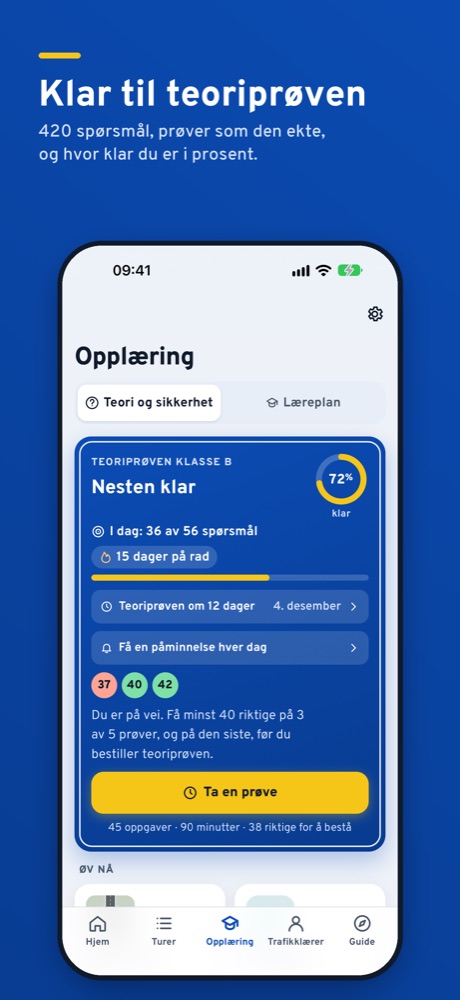 Klar til teoriprøven
420 spørsmål, prøver som den ekte,
og hvor klar du er i prosent.
09:41
Opplæring
Teori og sikkerhet
Læreplan
TEORIPRØVEN KLASSE B
Nesten klar
72%
klar
I dag: 36 av 56 spørsmål
15 dager på rad
Teoriprøven om 12 dager 4. desember
Få en påminnelse hver dag
37 40 42
Du er på vei. Få minst 40 riktige på 3
av 5 prøver, og på den siste, før du
bestiller teoriprøven.
Ta en prøve
45 oppgaver · 90 minutter · 38 riktige for å bestå
ØV NÅ
Hjem Turer Opplæring Trafikklærer Guide